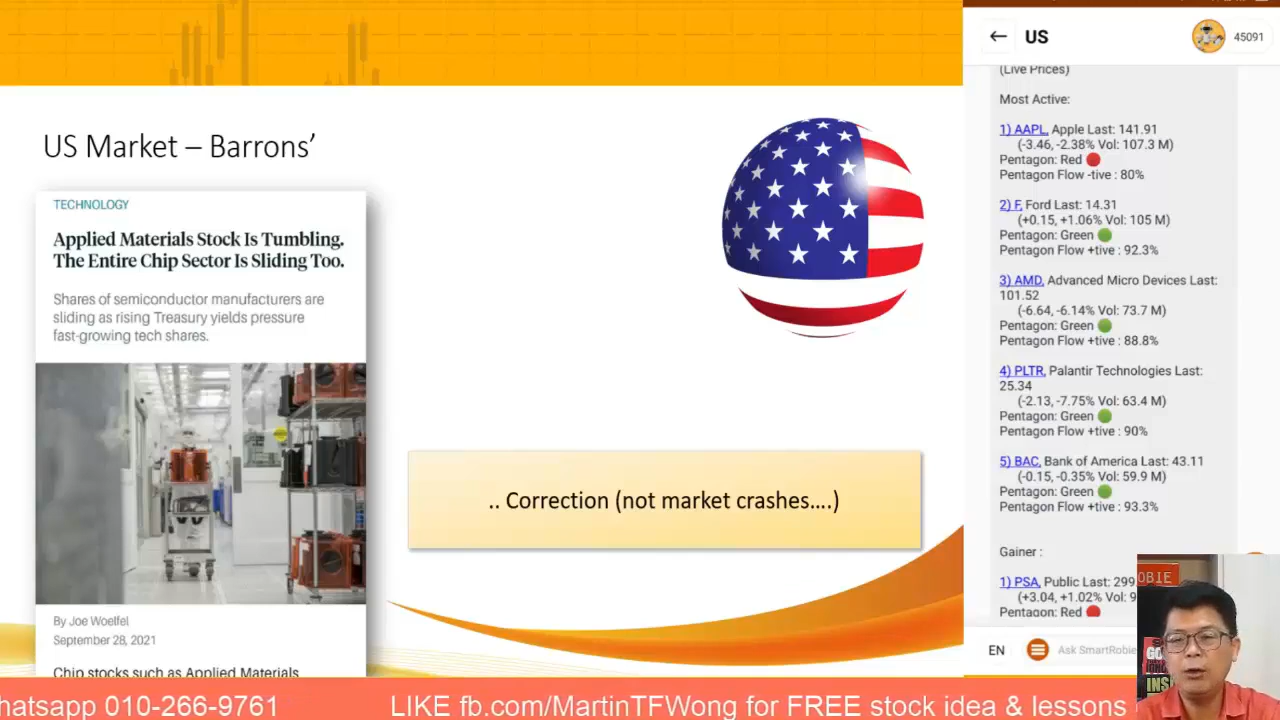 US Market – Barrons’
TECHNOLOGY
Applied Materials Stock Is Tumbling.
The Entire Chip Sector Is Sliding Too.
Shares of semiconductor manufacturers are
sliding as rising Treasury yields pressure
fast-growing tech shares.
By Joe Woelfel
September 28, 2021
Chip stocks such as Applied Materials
.. Correction (not market crashes….)
US
45091
(Live Prices)
Most Active:
1) AAPL, Apple Last: 141.91
(-3.46, -2.38% Vol: 107.3 M)
Pentagon: Red
Pentagon Flow -tive : 80%
2) F, Ford Last: 14.31
(+0.15, +1.06% Vol: 105 M)
Pentagon: Green
Pentagon Flow +tive : 92.3%
3) AMD, Advanced Micro Devices Last:
101.52
(-6.64, -6.14% Vol: 73.7 M)
Pentagon: Green
Pentagon Flow +tive : 88.8%
4) PLTR, Palantir Technologies Last:
25.34
(-2.13, -7.75% Vol: 63.4 M)
Pentagon: Green
Pentagon Flow +tive : 90%
5) BAC, Bank of America Last: 43.11
(-0.15, -0.35% Vol: 59.9 M)
Pentagon: Green
Pentagon Flow +tive : 93.3%
Gainer :
1) PSA, Public Last: 299
(+3.04, +1.02% Vol: 9
Pentagon: Red
EN
Ask SmartRobie
OBIE
hatsapp 010-266-9761
LIKE fb.com/MartinTFWong for FREE stock idea & lessons